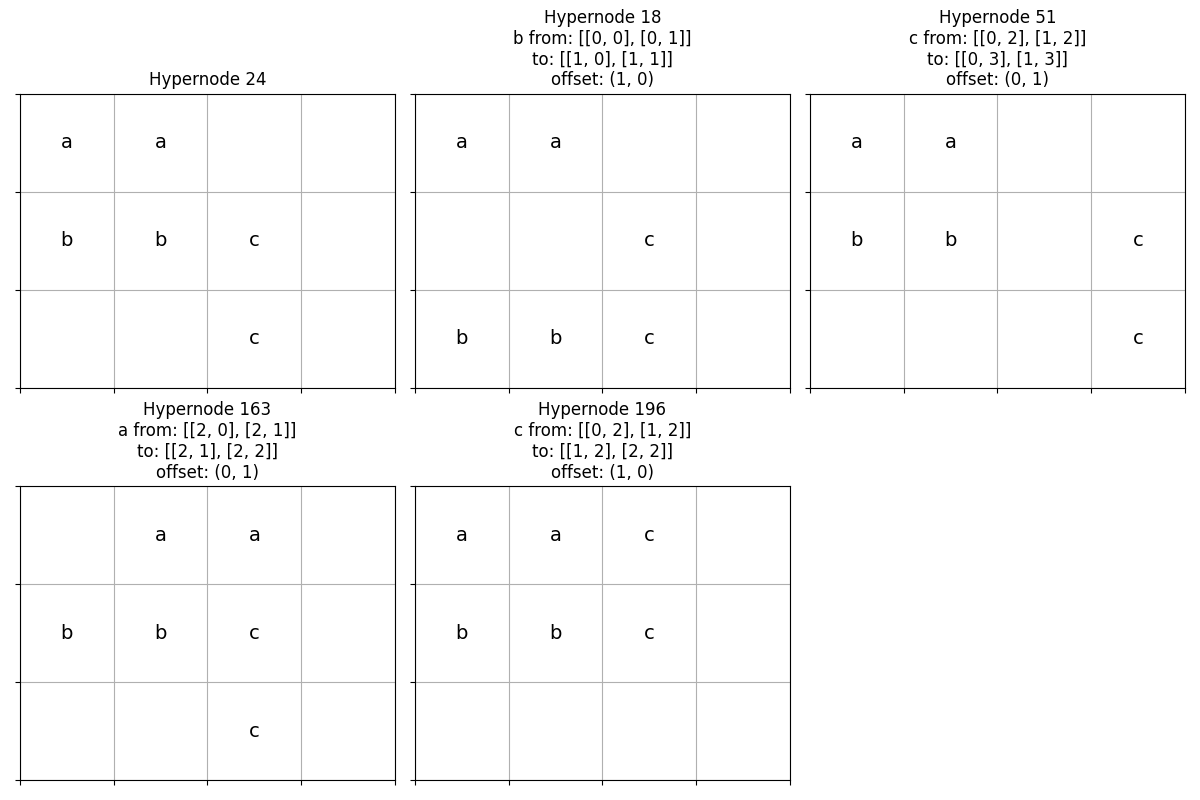 Hypernode 24
a a
b b c
c
Hypernode 18
b from: [[0, 0], [0, 1]]
to: [[1, 0], [1, 1]]
offset: (1, 0)
a a
c
b b c
Hypernode 51
c from: [[0, 2], [1, 2]]
to: [[0, 3], [1, 3]]
offset: (0, 1)
a a
b b c
c
Hypernode 163
a from: [[2, 0], [2, 1]]
to: [[2, 1], [2, 2]]
offset: (0, 1)
a a
b b c
c
Hypernode 196
c from: [[0, 2], [1, 2]]
to: [[1, 2], [2, 2]]
offset: (1, 0)
a a c
b b c